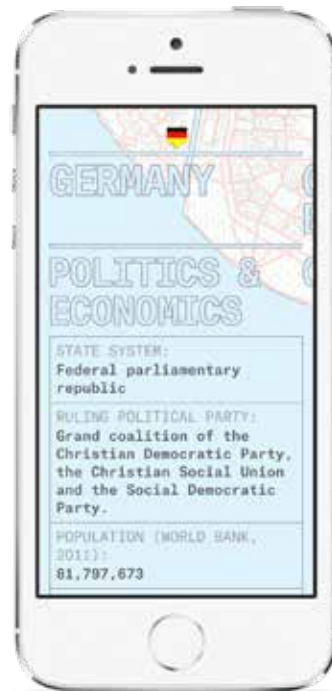 GERMANY
POLITICS &
ECONOMICS
STATE SYSTEM:
Federal parliamentary
republic
RULING POLITICAL PARTY:
Grand coalition of the
Christian Democratic Party,
the Christian Social Union
and the Social Democratic
Party.
POPULATION (WORLD BANK,
2011):
81,797,673